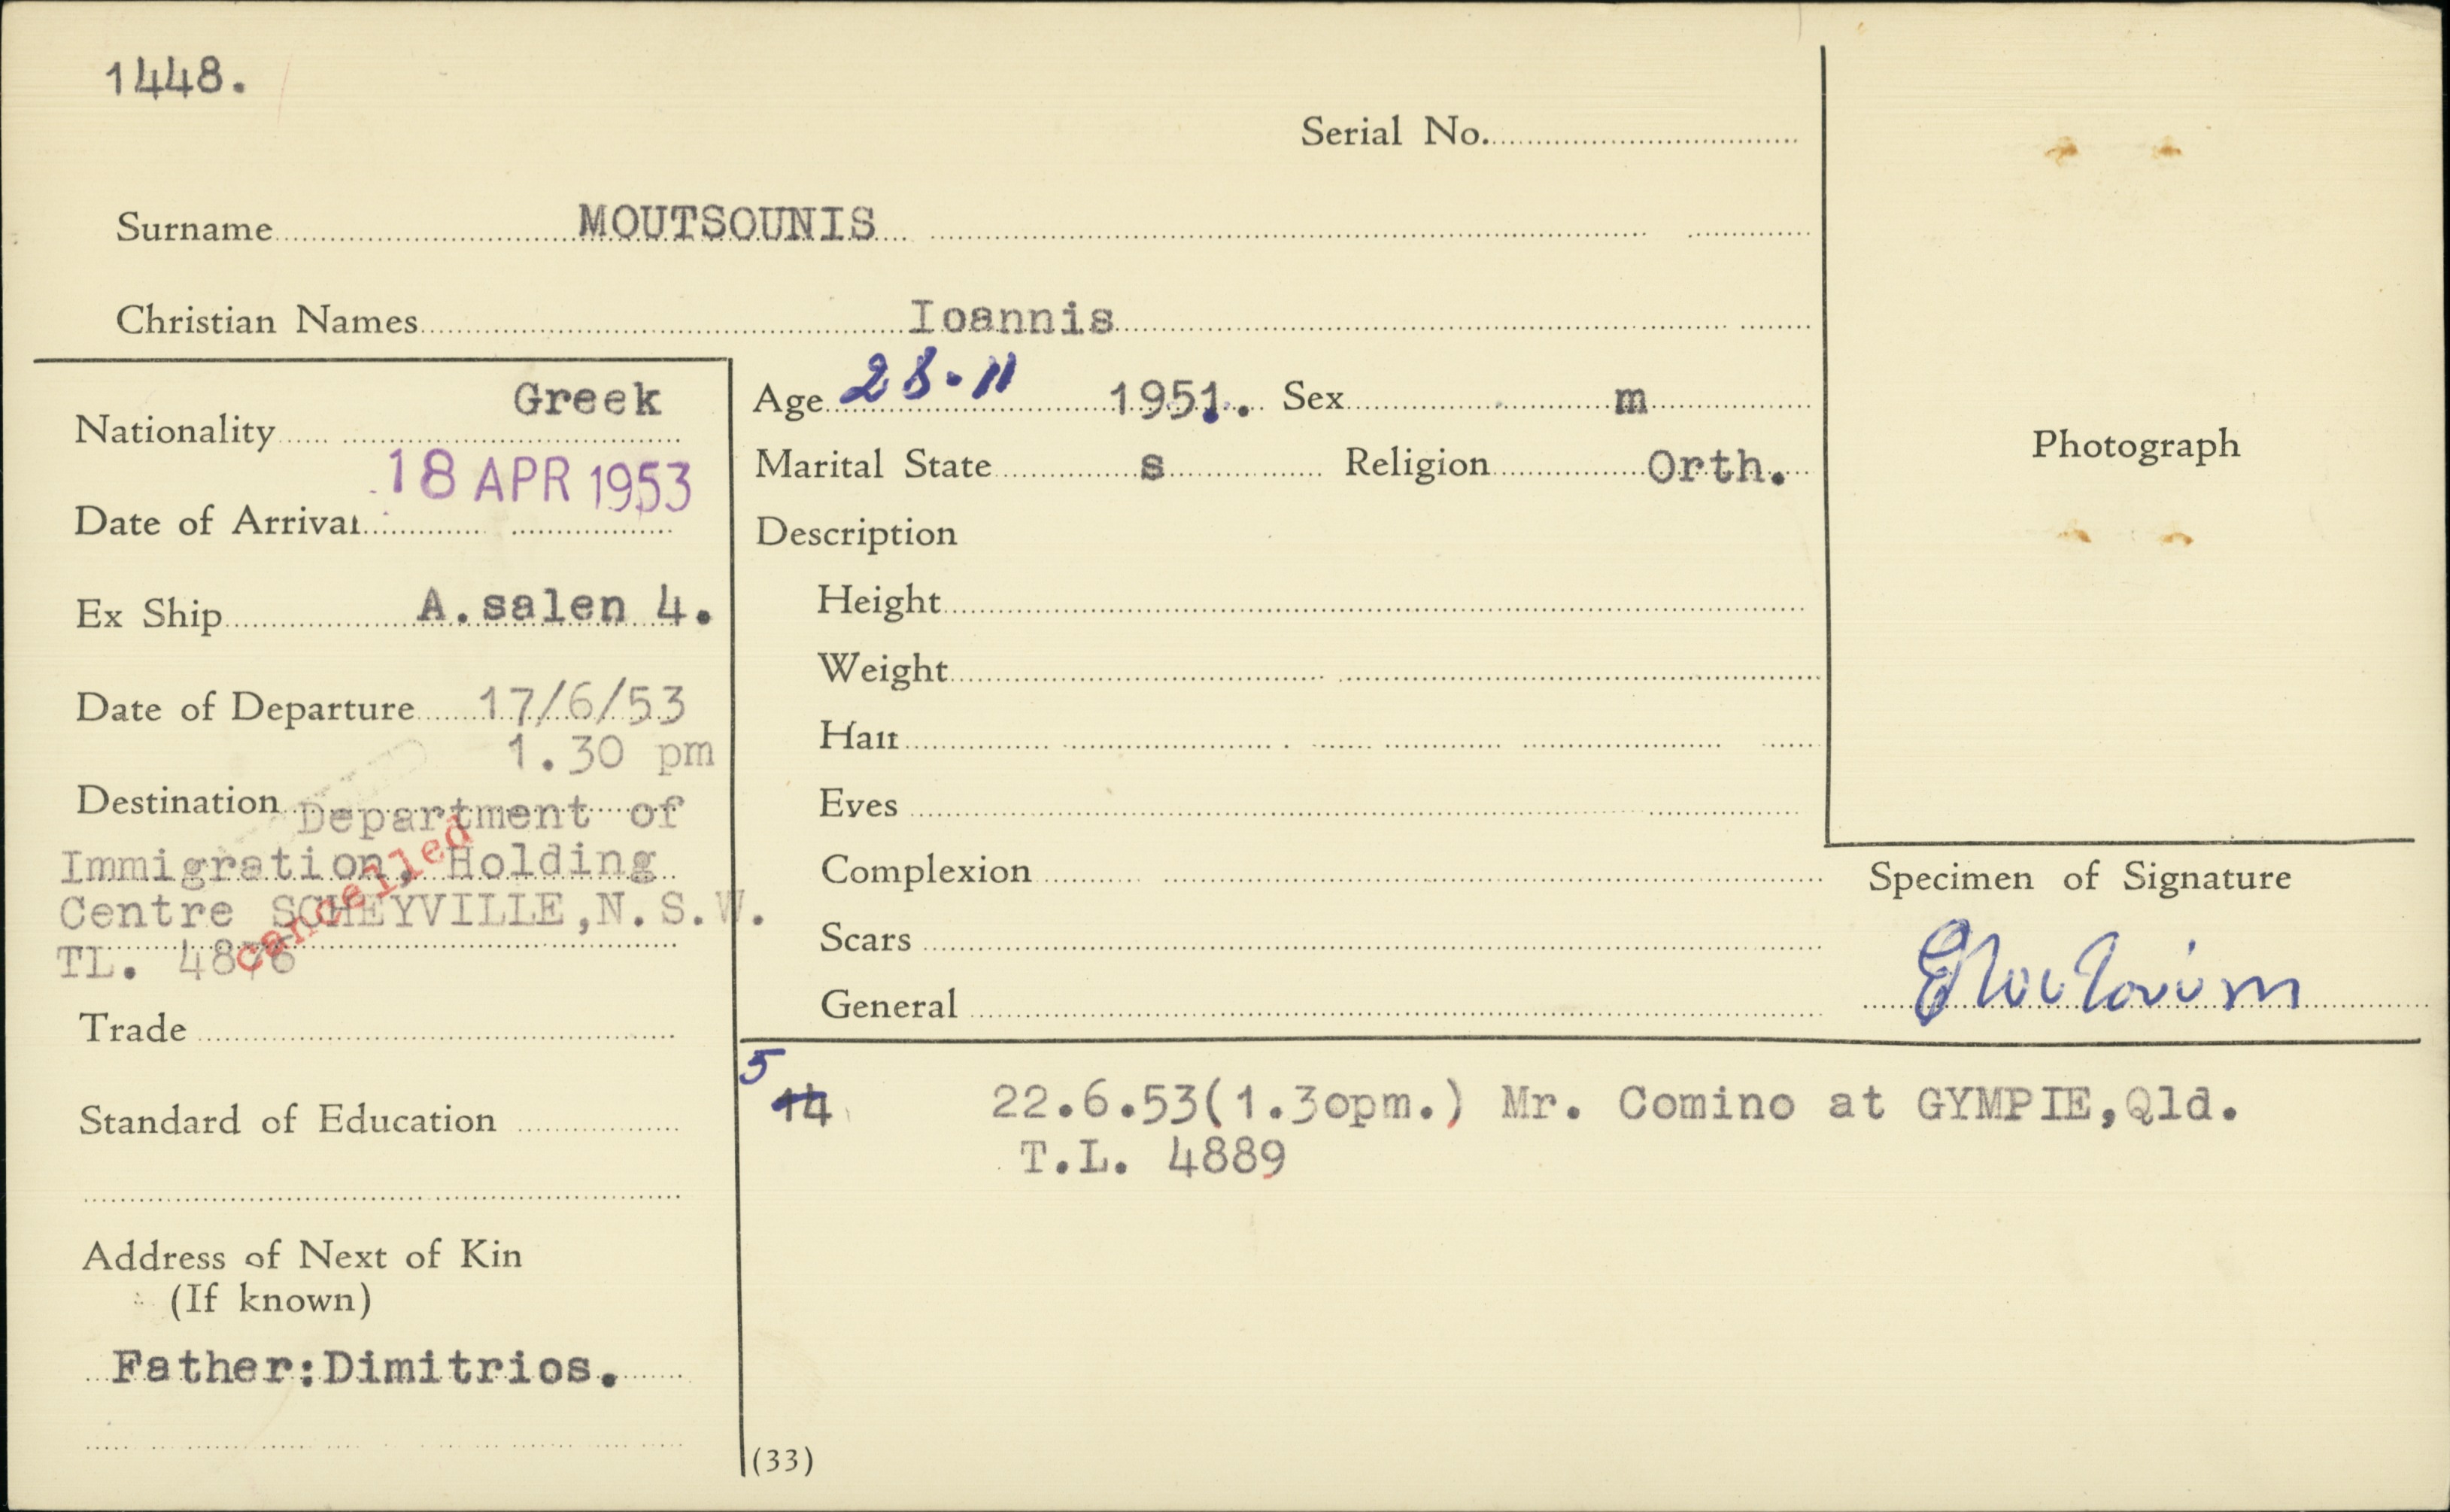 1448.
Serial No.
Surname MOUTSOUNIS
Christian Names Ioannis
Nationality Greek
Date of Arrival 18 APR 1953
Ex Ship A.salen 4.
Date of Departure 17/6/53
1.30 pm
Destination Department of
Immigration, Holding
Centre SCHEYVILLE,N.S.W.
TL. 4876
cancelled
Trade
Standard of Education
Address of Next of Kin
(If known)
Father:Dimitrios.
Age 28-11 1951. Sex m
Marital State s Religion Orth.
Description
Height
Weight
Hair
Eyes
Complexion
Scars
General
Photograph
Specimen of Signature
5
14 22.6.53(1.3opm.) Mr. Comino at GYMPIE,Qld.
T.L. 4889
(33)